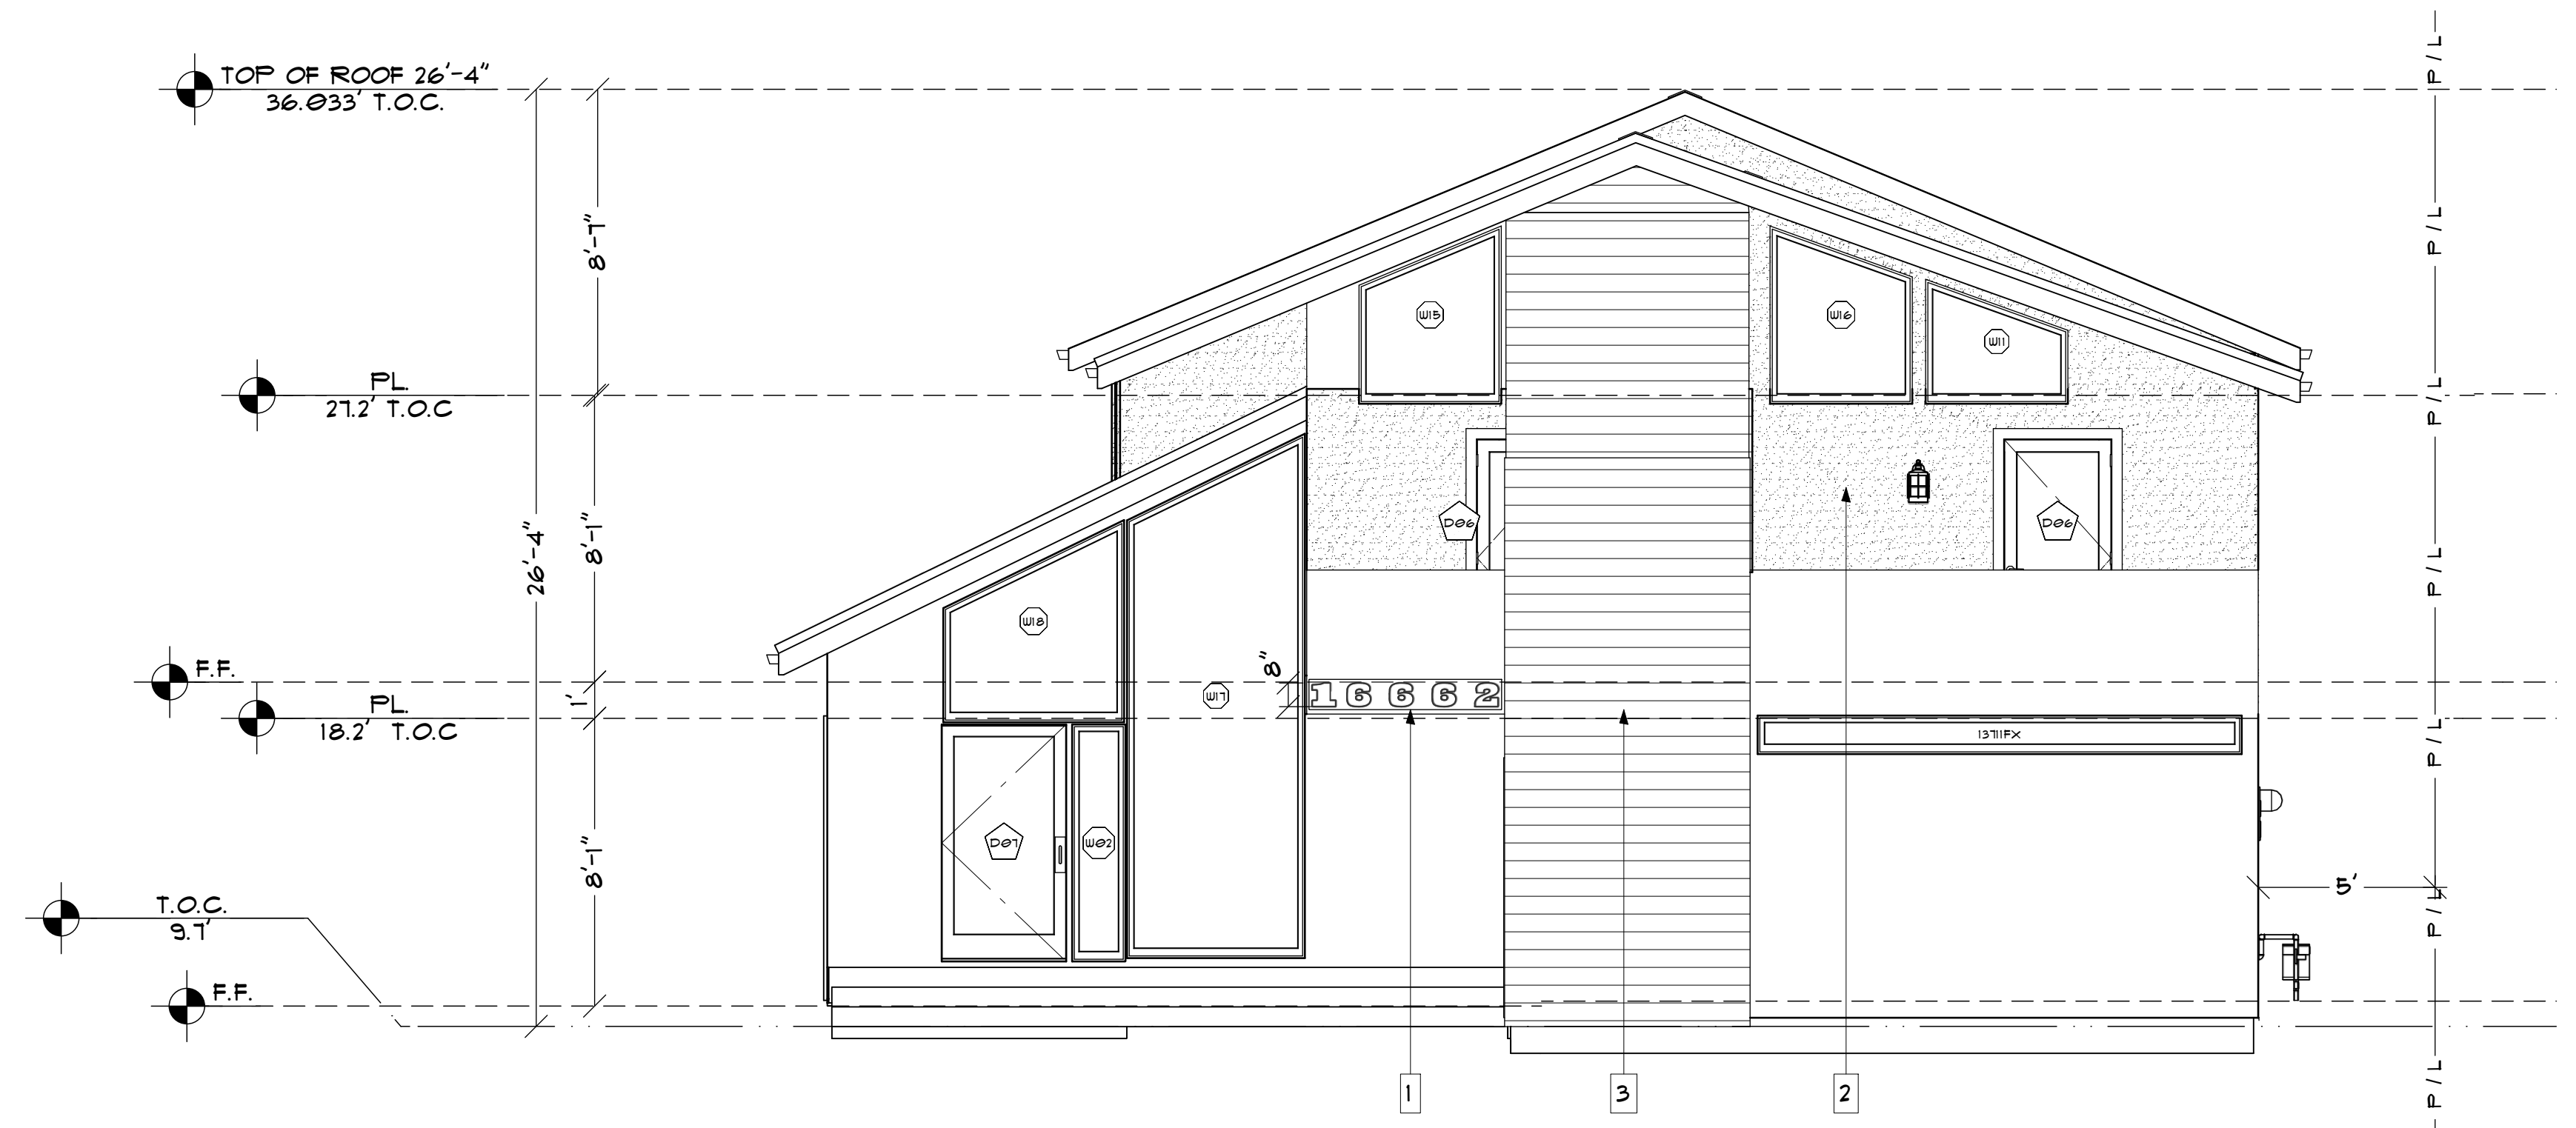 TOP OF ROOF 26'-4"
36.033' T.O.C.
8'-7"
PL.
27.2' T.O.C
8'-1"
26'-4"
F.F.
1'
PL.
18.2' T.O.C
8'-1"
T.O.C.
9.7'
F.F.
W15
W16
W11
D06
D06
W18
W17
8"
16662
13711FX
D07
W02
5'
1
3
2
P/L
P/L
P/L
P/L
P/L
P/L
P/L